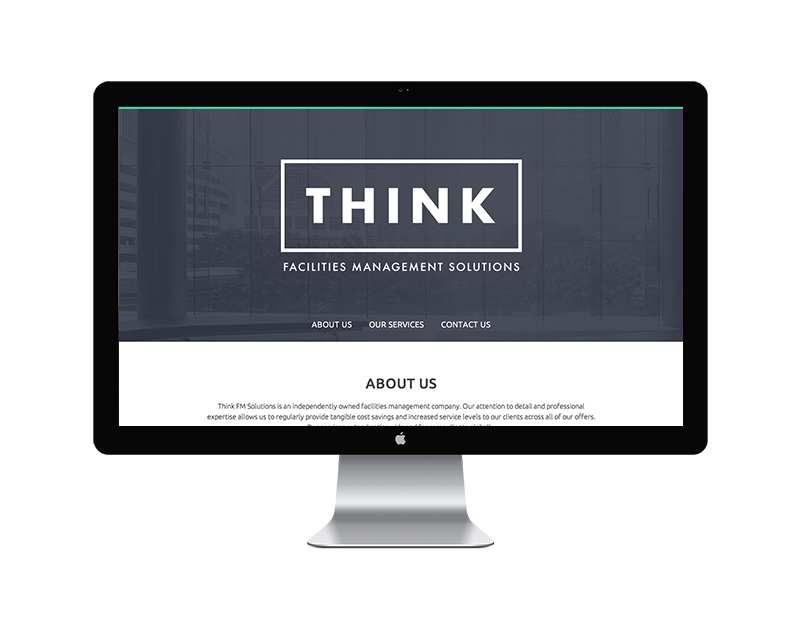 THINK
FACILITIES MANAGEMENT SOLUTIONS
ABOUT US OUR SERVICES CONTACT US
ABOUT US
Think FM Solutions is an independently owned facilities management company. Our attention to detail and professional
expertise allows us to regularly provide tangible cost savings and increased service levels to our clients across all of our offers.